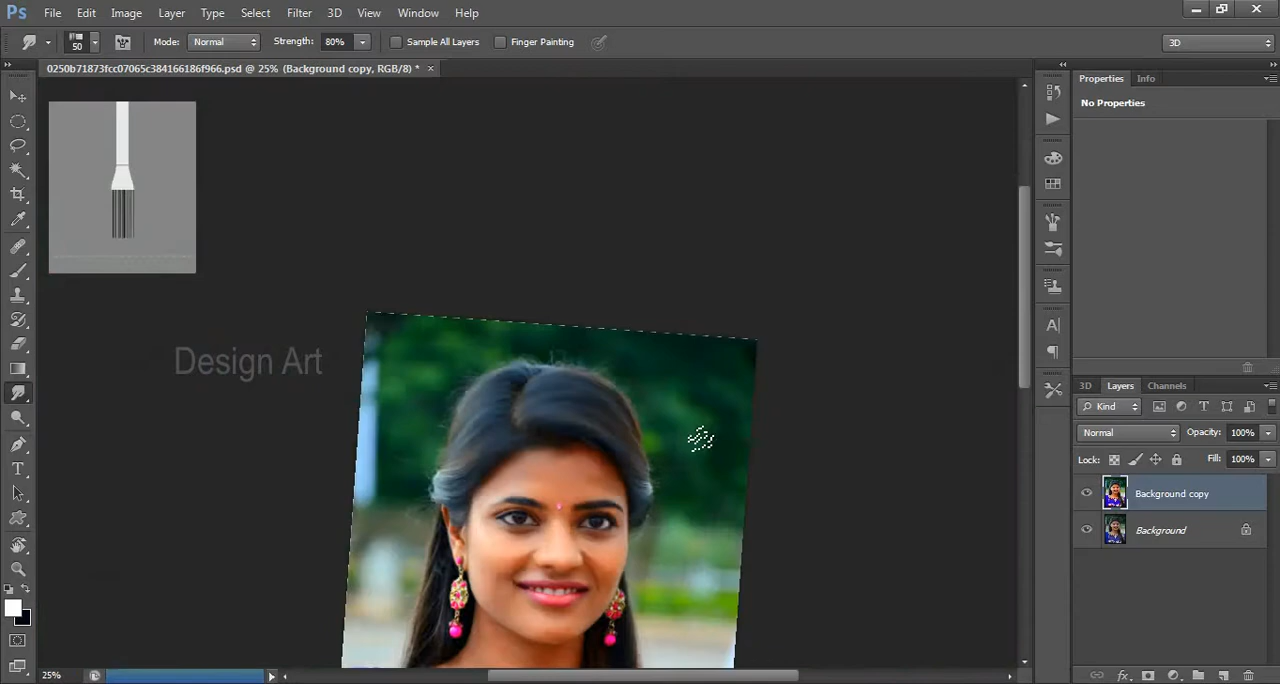 Ps File Edit Image Layer Type Select Filter 3D View Window Help
50 Mode: Normal Strength: 80% Sample All Layers Finger Painting 3D
0250b71873fcc07065c384166186f966.psd @ 25% (Background copy, RGB/8) * ×
Properties Info
No Properties
Design Art
3D Layers Channels
Kind
Normal Opacity: 100%
Lock: Fill: 100%
Background copy
Background
25%